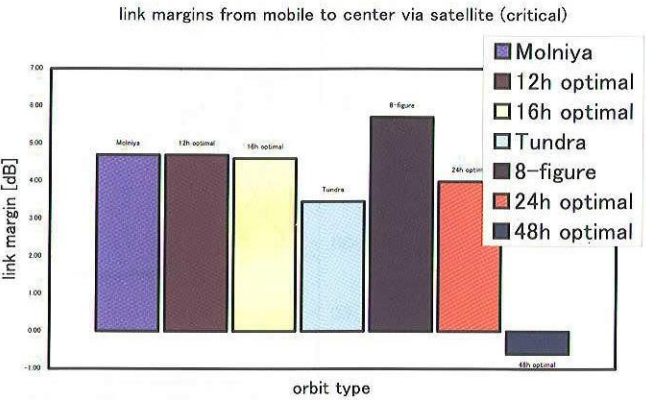 link margins from mobile to center via satellite (critical)
Molniya
12h optimal
16h optimal
Tundra
8-figure
24h optimal
48h optimal
7.00
6.00
5.00
4.00
3.00
2.00
1.00
0.00
-1.00
link margin [dB]
Molniya
12h optimal
16h optimal
Tundra
8-figure
24h optim
48h optimal
orbit type